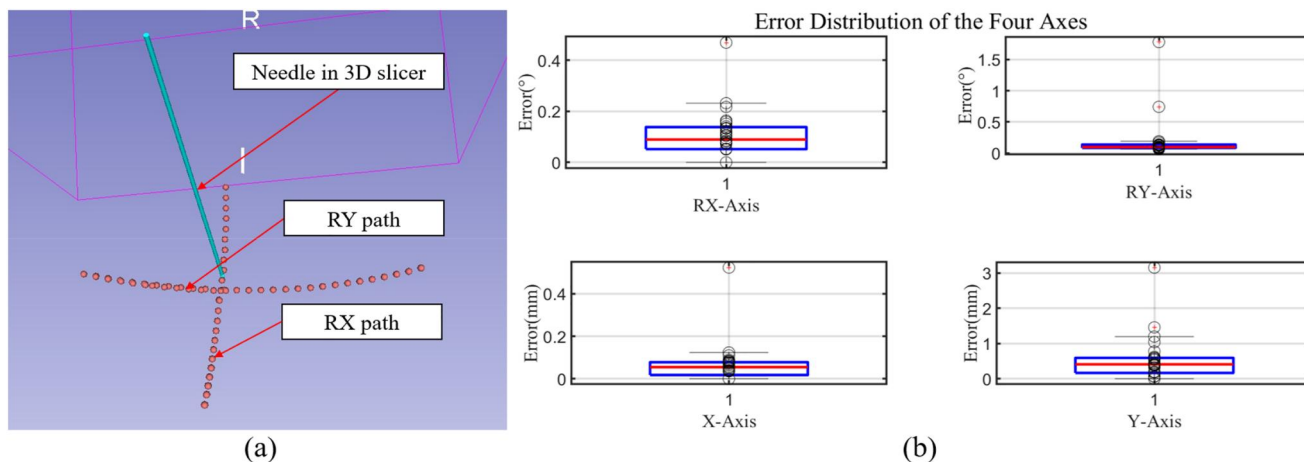 R
Needle in 3D slicer
I
RY path
RX path
(a)
Error Distribution of the Four Axes
Error(°)
0.4
0.2
0
1
RX-Axis
Error(°)
1.5
1
0.5
0
1
RY-Axis
Error(mm)
0.4
0.2
0
1
X-Axis
Error(mm)
3
2
1
0
1
Y-Axis
(b)